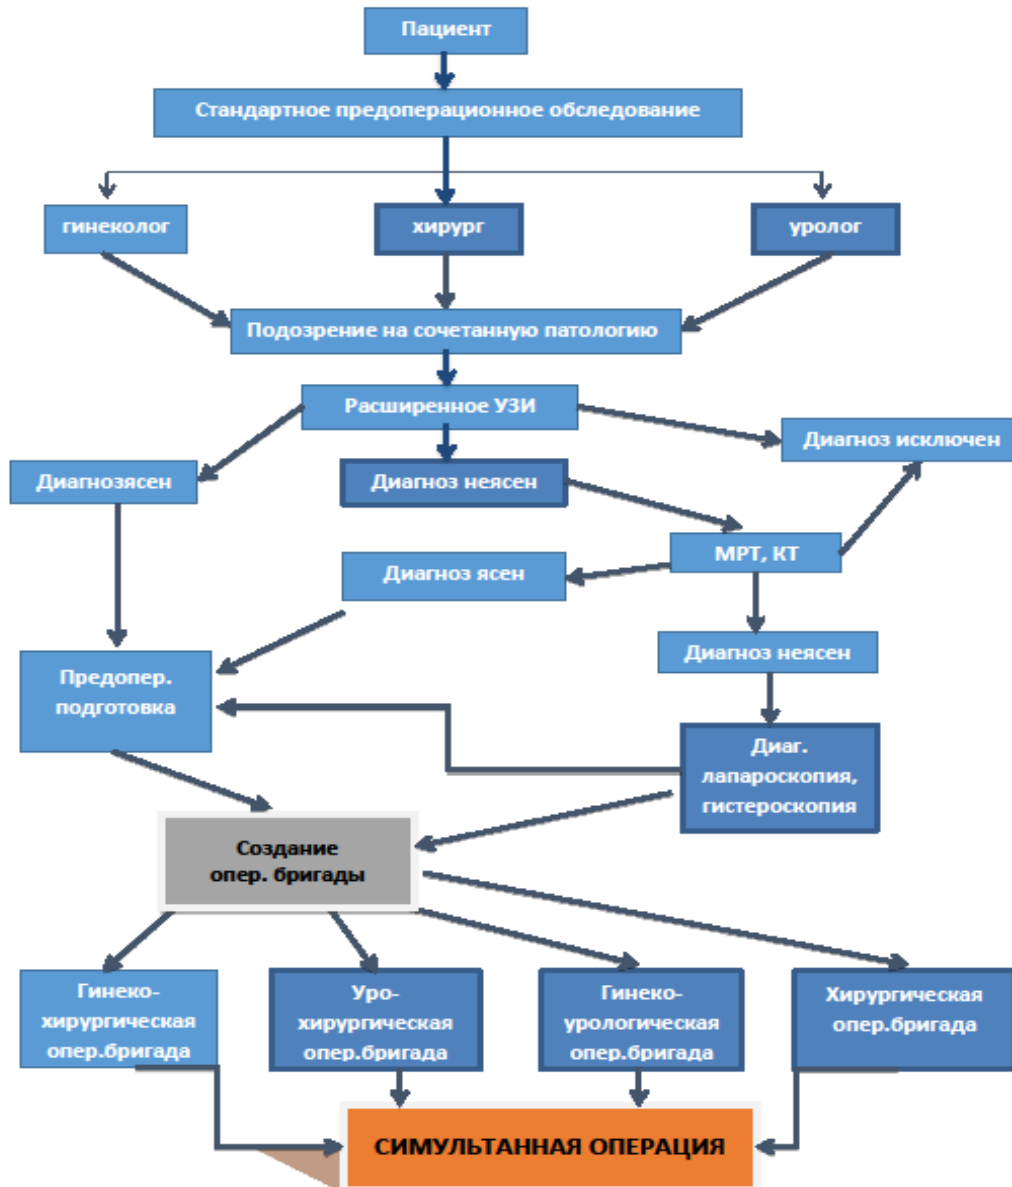 Пациент
Стандартное предоперационное обследование
гинеколог
хирург
уролог
Подозрение на сочетанную патологию
Расширенное УЗИ
Диагноз исключен
Диагнозясен
Диагноз неясен
МРТ, КТ
Диагноз ясен
Диагноз неясен
Предопер.
подготовка
Диаг.
лапароскопия,
гистероскопия
Создание
опер. бригады
Гинеко-
хирургическая
опер.бригада
Уро-
хирургическая
опер.бригада
Гинеко-
урологическая
опер.бригада
Хирургическая
опер.бригада
СИМУЛЬТАННАЯ ОПЕРАЦИЯ